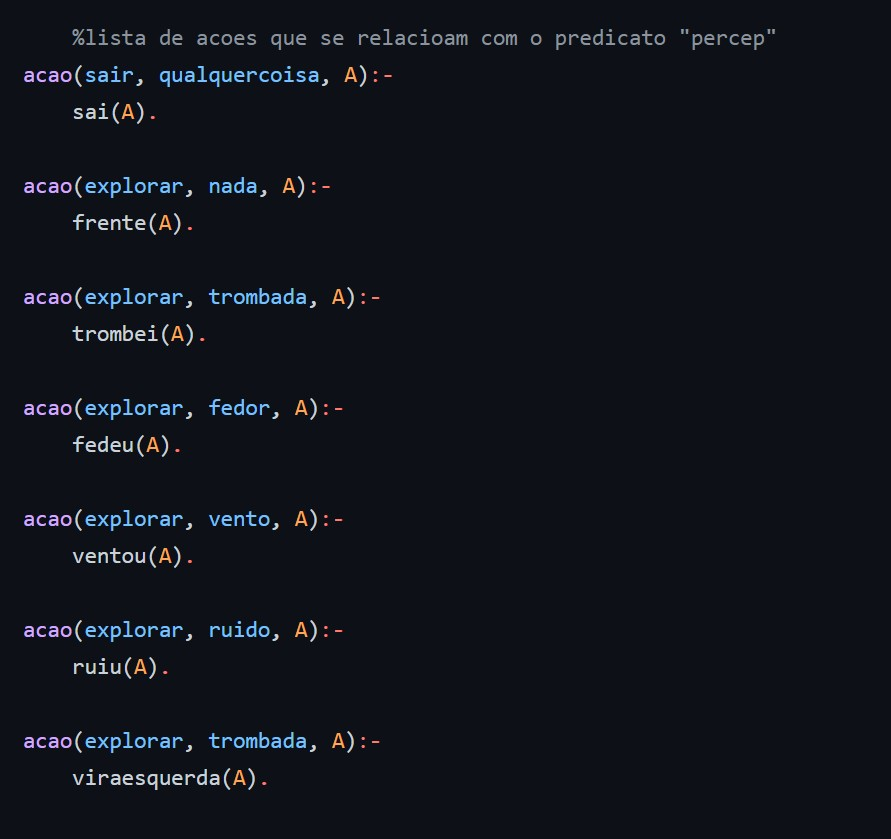 %lista de acoes que se relacioam com o predicato "percep"
acao(sair, qualquercoisa, A):-
sai(A).
acao(explorar, nada, A):-
frente(A).
acao(explorar, trombada, A):-
trombei(A).
acao(explorar, fedor, A):-
fedeu(A).
acao(explorar, vento, A):-
ventou(A).
acao(explorar, ruido, A):-
ruiu(A).
acao(explorar, trombada, A):-
viraesquerda(A).